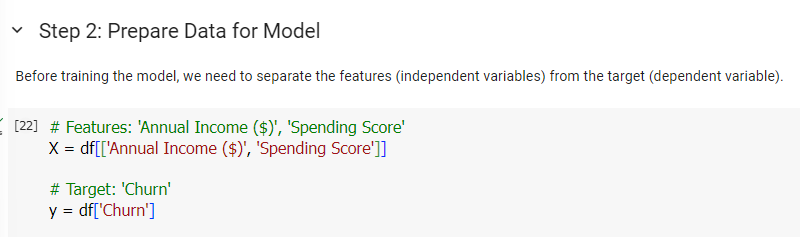 Step 2: Prepare Data for Model
Before training the model, we need to separate the features (independent variables) from the target (dependent variable).
[22] # Features: 'Annual Income ($)', 'Spending Score'
X = df[['Annual Income ($)', 'Spending Score']]
# Target: 'Churn'
y = df['Churn']